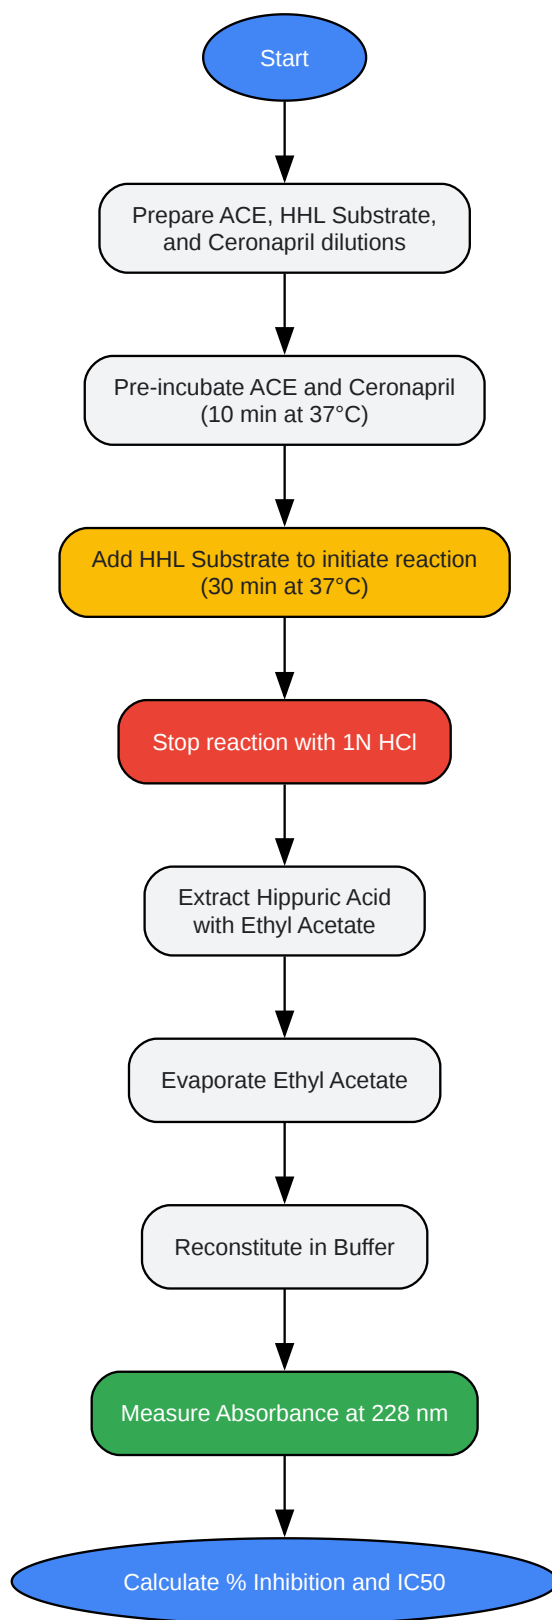 Start
Prepare ACE, HHL Substrate,
and Ceronapril dilutions
Pre-incubate ACE and Ceronapril
(10 min at 37°C)
Add HHL Substrate to initiate reaction
(30 min at 37°C)
Stop reaction with 1N HCl
Extract Hippuric Acid
with Ethyl Acetate
Evaporate Ethyl Acetate
Reconstitute in Buffer
Measure Absorbance at 228 nm
Calculate % Inhibition and IC50